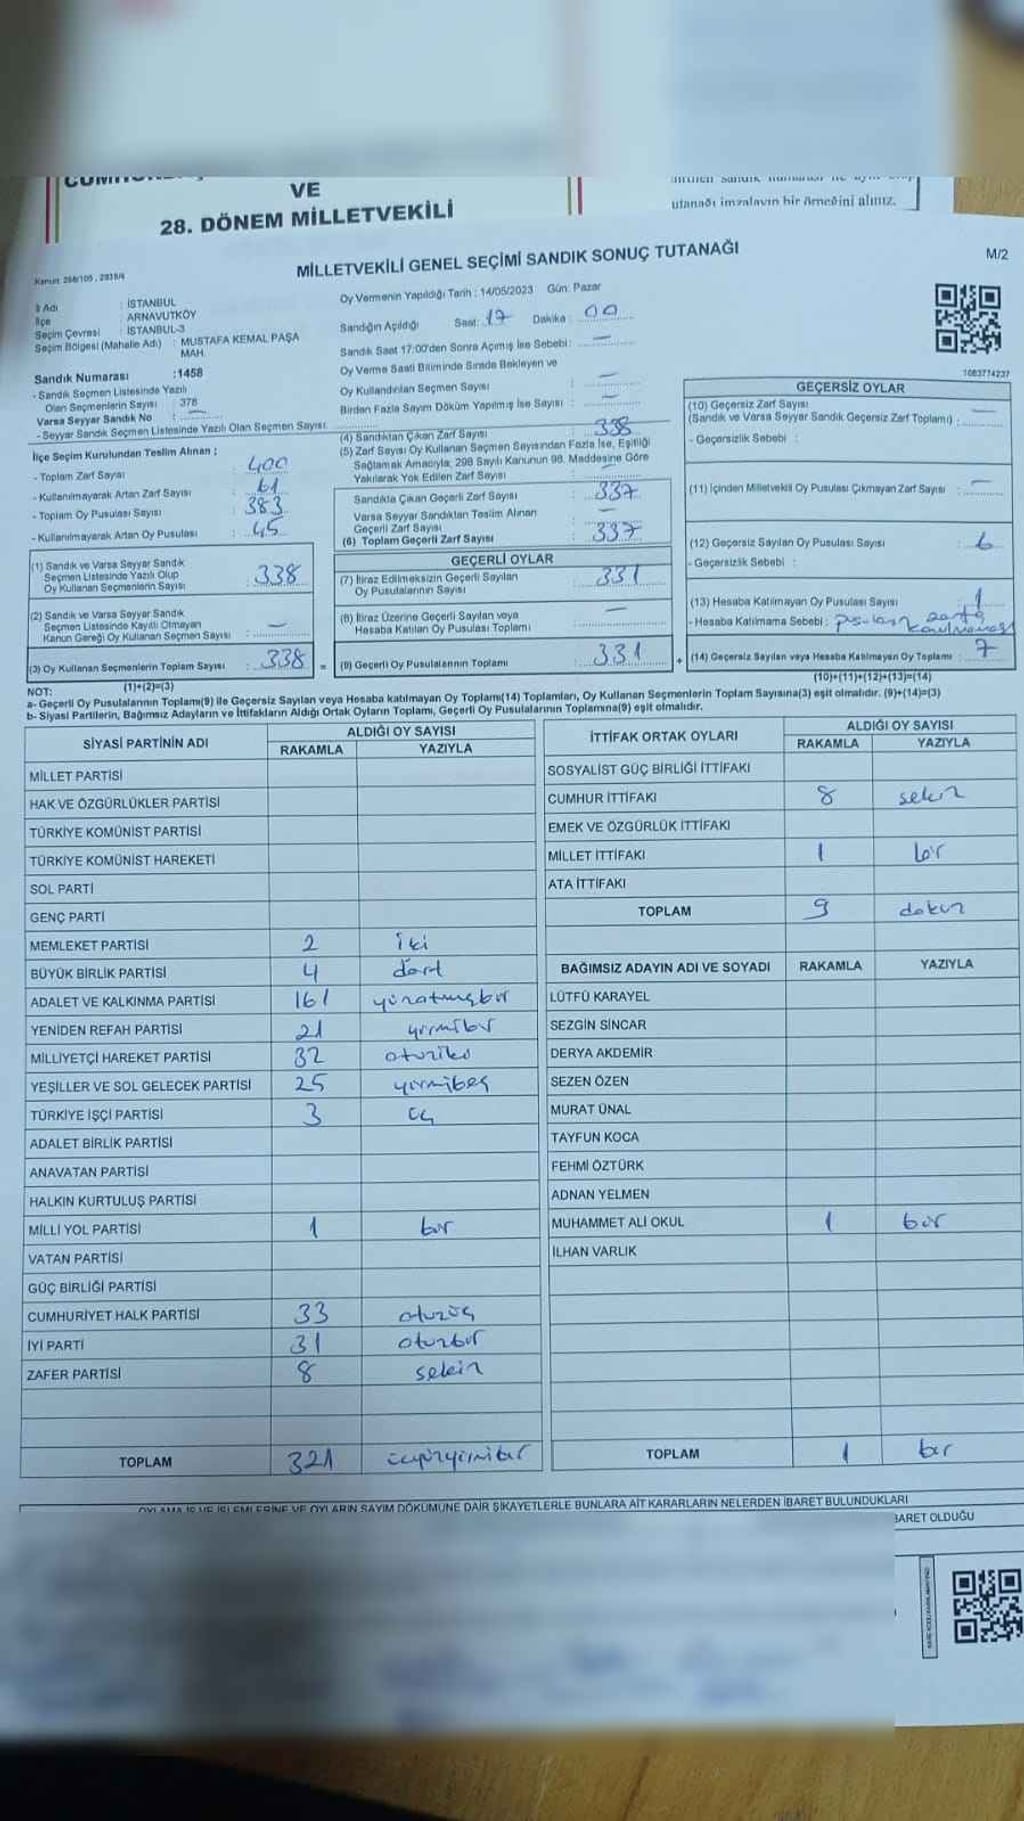 VE
28. DÖNEM MİLLETVEKİLİ
utanağı imzalayın bir örneğini alınız.
MİLLETVEKİLİ GENEL SEÇİMİ SANDIK SONUÇ TUTANAĞI
M/2
İl Adı : İSTANBUL
İlçe : ARNAVUTKÖY
Seçim Çevresi : İSTANBUL-3
Seçim Bölgesi (Mahalle Adı) : MUSTAFA KEMAL PAŞA MAH.
Sandık Numarası :1458
- Sandık Seçmen Listesinde Yazılı
Olan Seçmenlerin Sayısı : 378
Varsa Seyyar Sandık No : —
- Seyyar Sandık Seçmen Listesinde Yazılı Olan Seçmen Sayısı:
İlçe Seçim Kurulundan Teslim Alınan ;
- Toplam Zarf Sayısı : 400
- Kullanılmayarak Artan Zarf Sayısı : 61
- Toplam Oy Pusulası Sayısı : 383
- Kullanılmayarak Artan Oy Pusulası : 45
(1) Sandık ve Varsa Seyyar Sandık
Seçmen Listesinde Yazılı Olup
Oy Kullanan Seçmenlerin Sayısı : 338
(2) Sandık ve Varsa Seyyar Sandık
Seçmen Listesinde Kayıtlı Olmayan
Kanun Gereği Oy Kullanan Seçmen Sayısı : —
(3) Oy Kullanan Seçmenlerin Toplam Sayısı : 338 =
(1)+(2)=(3)
Oy Vermenin Yapıldığı Tarih : 14/05/2023 Gün: Pazar
Sandığın Açıldığı Saat: 17 Dakika : 00
Sandık Saat 17:00'den Sonra Açılmış İse Sebebi: —
Oy Verme Saati Bitiminde Sırada Bekleyen ve
Oy Kullandırılan Seçmen Sayısı : —
Birden Fazla Sayım Döküm Yapılmış İse Sayısı : —
(4) Sandıktan Çıkan Zarf Sayısı : 338
(5) Zarf Sayısı Oy Kullanan Seçmen Sayısından Fazla İse, Eşitliği
Sağlamak Amacıyla, 298 Sayılı Kanunun 98. Maddesine Göre
Yakılarak Yok Edilen Zarf Sayısı : —
Sandıkla Çıkan Geçerli Zarf Sayısı : 337
Varsa Seyyar Sandıktan Teslim Alınan
Geçerli Zarf Sayısı : —
(6) Toplam Geçerli Zarf Sayısı : 337
GEÇERLİ OYLAR
(7) İtiraz Edilmeksizin Geçerli Sayılan
Oy Pusulalarının Sayısı : 331
(8) İtiraz Üzerine Geçerli Sayılan veya
Hesaba Katılan Oy Pusulası Toplamı : —
(9) Geçerli Oy Pusulalarının Toplamı : 331 +
1083774237
GEÇERSİZ OYLAR
(10) Geçersiz Zarf Sayısı
(Sandık ve Varsa Seyyar Sandık Geçersiz Zarf Toplamı) : —
- Geçersizlik Sebebi :
(11) İçinden Milletvekili Oy Pusulası Çıkmayan Zarf Sayısı : —
(12) Geçersiz Sayılan Oy Pusulası Sayısı : 6
- Geçersizlik Sebebi :
(13) Hesaba Katılmayan Oy Pusulası Sayısı : 1
- Hesaba Katılmama Sebebi :
(14) Geçersiz Sayılan veya Hesaba Katılmayan Oy Toplamı : 7
(10)+(11)+(12)+(13)=(14)
NOT:
a- Geçerli Oy Pusulalarının Toplamı(9) ile Geçersiz Sayılan veya Hesaba katılmayan Oy Toplamı(14) Toplamları, Oy Kullanan Seçmenlerin Toplam Sayısına(3) eşit olmalıdır. (9)+(14)=(3)
b- Siyasi Partilerin, Bağımsız Adayların ve İttifakların Aldığı Ortak Oyların Toplamı, Geçerli Oy Pusulalarının Toplamına(9) eşit olmalıdır.
SİYASİ PARTİNİN ADI ALDIĞI OY SAYISI
RAKAMLA YAZIYLA
MİLLET PARTİSİ
HAK VE ÖZGÜRLÜKLER PARTİSİ
TÜRKİYE KOMÜNİST PARTİSİ
TÜRKİYE KOMÜNİST HAREKETİ
SOL PARTİ
GENÇ PARTİ
MEMLEKET PARTİSİ 2 iki
BÜYÜK BİRLİK PARTİSİ 4 dört
ADALET VE KALKINMA PARTİSİ 161 yüzatmışbir
YENİDEN REFAH PARTİSİ 21 yirmibir
MİLLİYETÇİ HAREKET PARTİSİ 32 otuziki
YEŞİLLER VE SOL GELECEK PARTİSİ 25 yirmibeş
TÜRKİYE İŞÇİ PARTİSİ 3 üç
ADALET BİRLİK PARTİSİ
ANAVATAN PARTİSİ
HALKIN KURTULUŞ PARTİSİ
MİLLİ YOL PARTİSİ 1 bir
VATAN PARTİSİ
GÜÇ BİRLİĞİ PARTİSİ
CUMHURİYET HALK PARTİSİ 33 otuzüç
İYİ PARTİ 31 otuzbir
ZAFER PARTİSİ 8 sekiz
TOPLAM 321 üçyüzyirmibir
İTTİFAK ORTAK OYLARI ALDIĞI OY SAYISI
RAKAMLA YAZIYLA
SOSYALİST GÜÇ BİRLİĞİ İTTİFAKI
CUMHUR İTTİFAKI 8 sekiz
EMEK VE ÖZGÜRLÜK İTTİFAKI
MİLLET İTTİFAKI 1 bir
ATA İTTİFAKI
TOPLAM 9 dokuz
BAĞIMSIZ ADAYIN ADI VE SOYADI RAKAMLA YAZIYLA
LÜTFÜ KARAYEL
SEZGİN SİNCAR
DERYA AKDEMİR
SEZEN ÖZEN
MURAT ÜNAL
TAYFUN KOCA
FEHMİ ÖZTÜRK
ADNAN YELMEN
MUHAMMET ALİ OKUL 1 bir
İLHAN VARLIK
TOPLAM 1 bir
OYLAMA İŞ VE İŞLEMLERİNE VE OYLARIN SAYIM DÖKÜMÜNE DAİR ŞİKAYETLERLE BUNLARA AİT KARARLARIN NELERDEN İBARET BULUNDUKLARI
BARET OLDUĞU